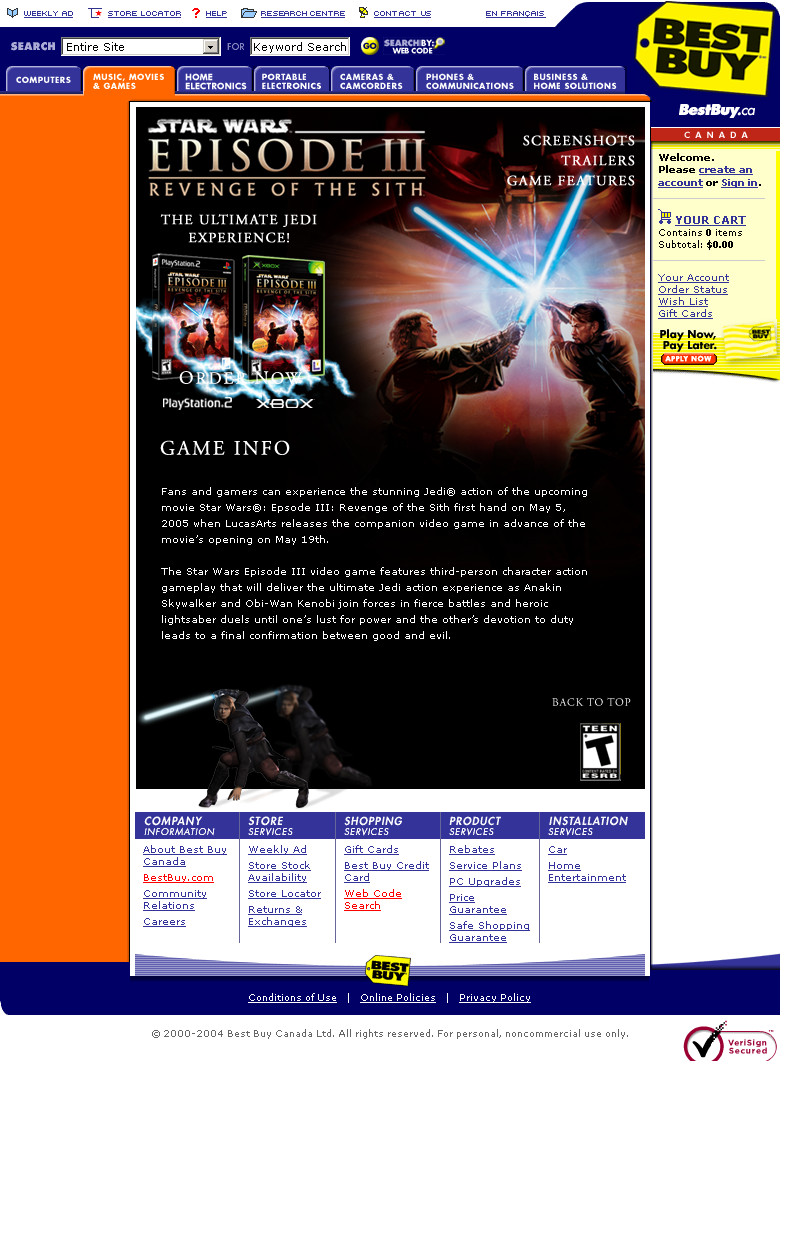 WEEKLY AD STORE LOCATOR HELP RESEARCH CENTRE CONTACT US EN FRANÇAIS
SEARCH Entire Site FOR Keyword Search GO SEARCHBY: WEB CODE
BEST BUY
BestBuy.ca
CANADA
COMPUTERS
MUSIC, MOVIES & GAMES
HOME ELECTRONICS
PORTABLE ELECTRONICS
CAMERAS & CAMCORDERS
PHONES & COMMUNICATIONS
BUSINESS & HOME SOLUTIONS
STAR WARS
EPISODE III
REVENGE OF THE SITH
SCREENSHOTS
TRAILERS
GAME FEATURES
THE ULTIMATE JEDI
EXPERIENCE!
PlayStation.2
STAR WARS
EPISODE III
REVENGE OF THE SITH
XBOX
STAR WARS
EPISODE III
REVENGE OF THE SITH
ORDER NOW
PlayStation.2 XBOX
GAME INFO
Fans and gamers can experience the stunning Jedi® action of the upcoming
movie Star Wars®: Epsode III: Revenge of the Sith first hand on May 5,
2005 when LucasArts releases the companion video game in advance of the
movie's opening on May 19th.
The Star Wars Episode III video game features third-person character action
gameplay that will deliver the ultimate Jedi action experience as Anakin
Skywalker and Obi-Wan Kenobi join forces in fierce battles and heroic
lightsaber duels until one's lust for power and the other's devotion to duty
leads to a final confirmation between good and evil.
BACK TO TOP
TEEN
T
CONTENT RATED BY
ESRB
Welcome.
Please create an
account or Sign in.
YOUR CART
Contains 0 items
Subtotal: $0.00
Your Account
Order Status
Wish List
Gift Cards
Play Now,
Pay Later.
BEST BUY
APPLY NOW
COMPANY
INFORMATION
About Best Buy
Canada
BestBuy.com
Community
Relations
Careers
STORE
SERVICES
Weekly Ad
Store Stock
Availability
Store Locator
Returns &
Exchanges
SHOPPING
SERVICES
Gift Cards
Best Buy Credit
Card
Web Code
Search
PRODUCT
SERVICES
Rebates
Service Plans
PC Upgrades
Price
Guarantee
Safe Shopping
Guarantee
INSTALLATION
SERVICES
Car
Home
Entertainment
BEST BUY
Conditions of Use | Online Policies | Privacy Policy
© 2000-2004 Best Buy Canada Ltd. All rights reserved. For personal, noncommercial use only.
VeriSign
Secured